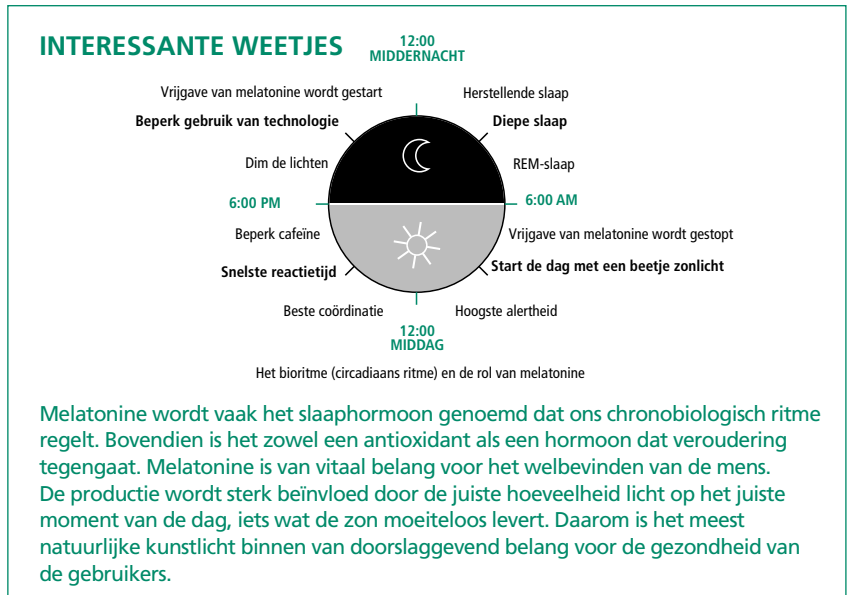 INTERESSANTE WEETJES
12:00
MIDDERNACHT
Vrijgave van melatonine wordt gestart
Herstellende slaap
Beperk gebruik van technologie
Diepe slaap
Dim de lichten
REM-slaap
6:00 PM
6:00 AM
Beperk cafeïne
Vrijgave van melatonine wordt gestopt
Snelste reactietijd
Start de dag met een beetje zonlicht
Beste coördinatie
Hoogste alertheid
12:00
MIDDAG
Het bioritme (circadiaans ritme) en de rol van melatonine
Melatonine wordt vaak het slaaphormoon genoemd dat ons chronobiologisch ritme
regelt. Bovendien is het zowel een antioxidant als een hormoon dat veroudering
tegengaat. Melatonine is van vitaal belang voor het welbevinden van de mens.
De productie wordt sterk beïnvloed door de juiste hoeveelheid licht op het juiste
moment van de dag, iets wat de zon moeiteloos levert. Daarom is het meest
natuurlijke kunstlicht binnen van doorslaggevend belang voor de gezondheid van
de gebruikers.